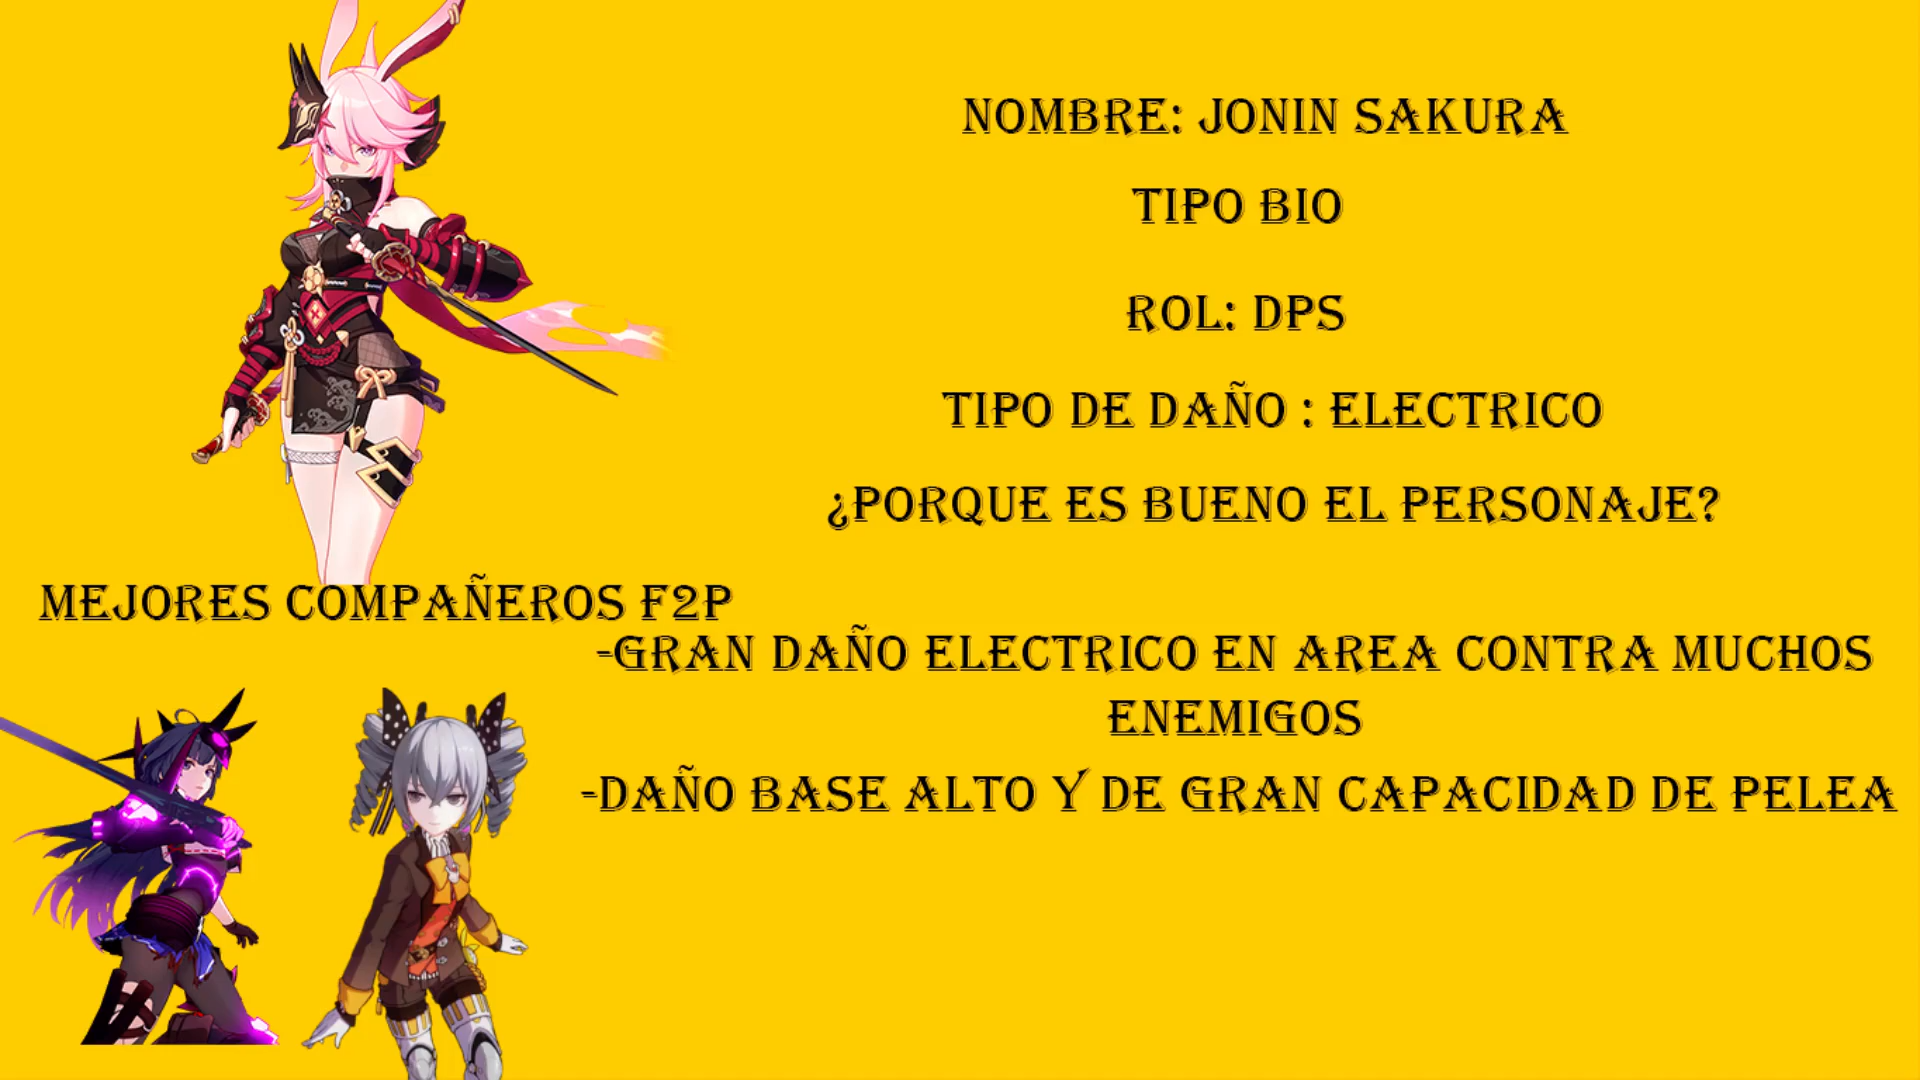 NOMBRE: JONIN SAKURA
TIPO BIO
ROL: DPS
TIPO DE DAÑO : ELECTRICO
¿PORQUE ES BUENO EL PERSONAJE?
MEJORES COMPAÑEROS F2P
-GRAN DAÑO ELECTRICO EN AREA CONTRA MUCHOS
ENEMIGOS
-DAÑO BASE ALTO Y DE GRAN CAPACIDAD DE PELEA